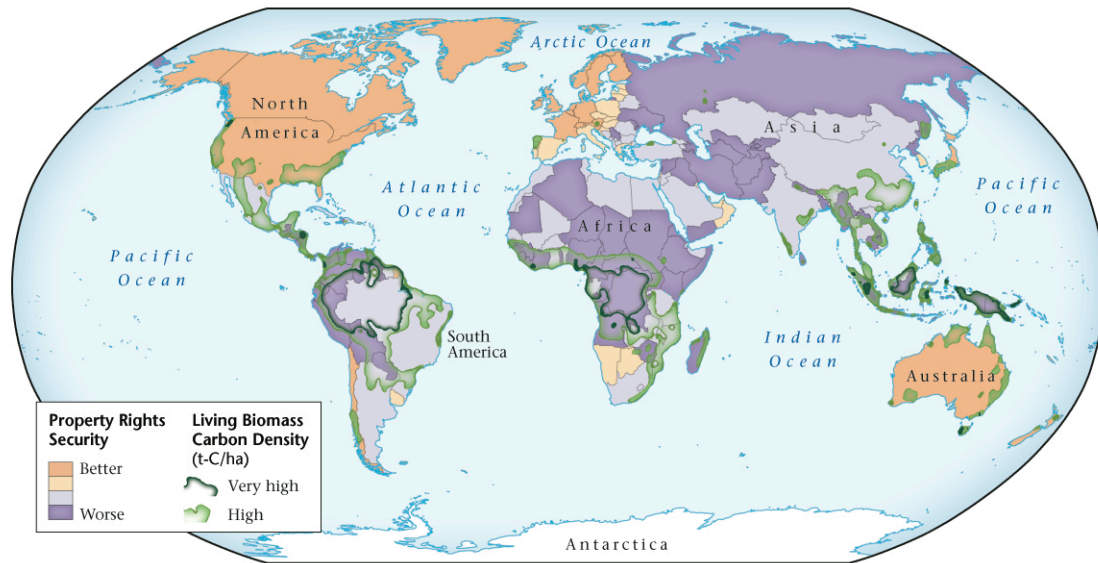 Arctic Ocean
North
America
Asia
Atlantic
Ocean
Pacific
Ocean
Africa
Pacific
Ocean
South
America
Indian
Ocean
Australia
Property Rights
Security
Better
Worse
Living Biomass
Carbon Density
(t-C/ha)
Very high
High
Antarctica